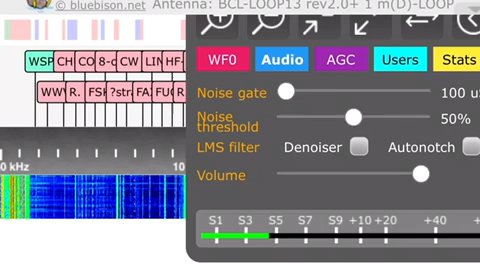 © bluebison.net Antenna: BCL-LOOP13 rev2.0+ 1 m(D)-LOOP
WF0 Audio AGC Users Stats
WSP CH CO 8-c CW LIN HF-
WW R. FSK ?str FA FU R
Noise gate 100 u
Noise threshold 50%
LMS filter Denoiser Autonotch
0 kHz 10
Volume
S1 S3 S5 S7 S9 +10 +20 +40